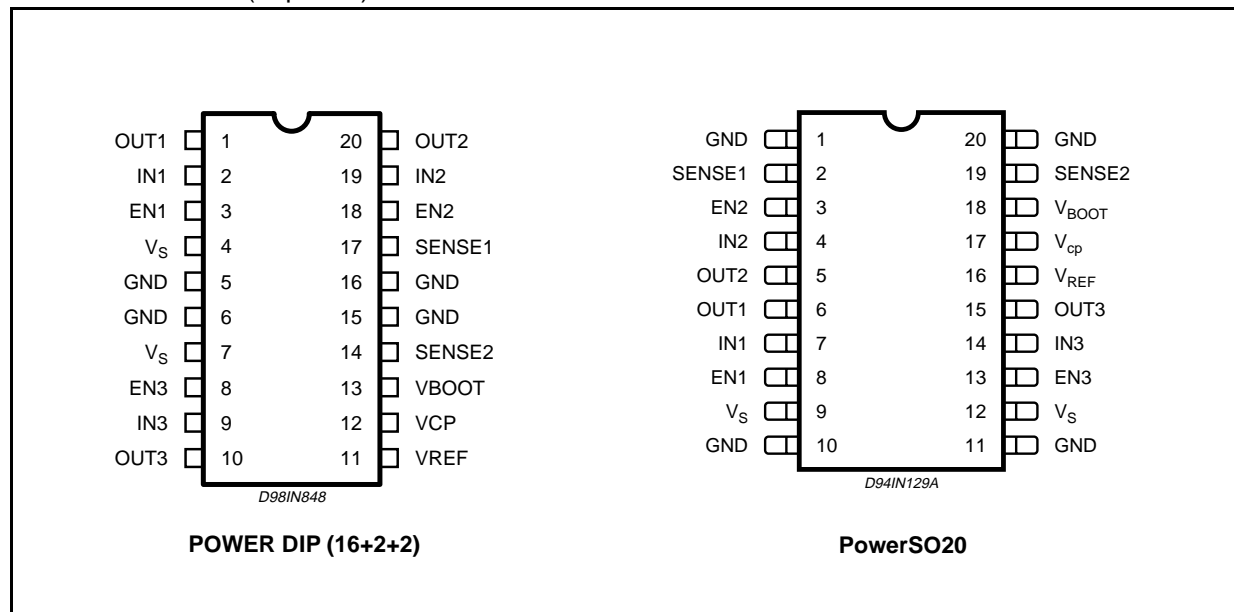 OUT1 1 20 OUT2
IN1 2 19 IN2
EN1 3 18 EN2
VS 4 17 SENSE1
GND 5 16 GND
GND 6 15 GND
VS 7 14 SENSE2
EN3 8 13 VBOOT
IN3 9 12 VCP
OUT3 10 11 VREF
D98IN848
POWER DIP (16+2+2)
GND 1 20 GND
SENSE1 2 19 SENSE2
EN2 3 18 VBOOT
IN2 4 17 Vcp
OUT2 5 16 VREF
OUT1 6 15 OUT3
IN1 7 14 IN3
EN1 8 13 EN3
VS 9 12 VS
GND 10 11 GND
D94IN129A
PowerSO20